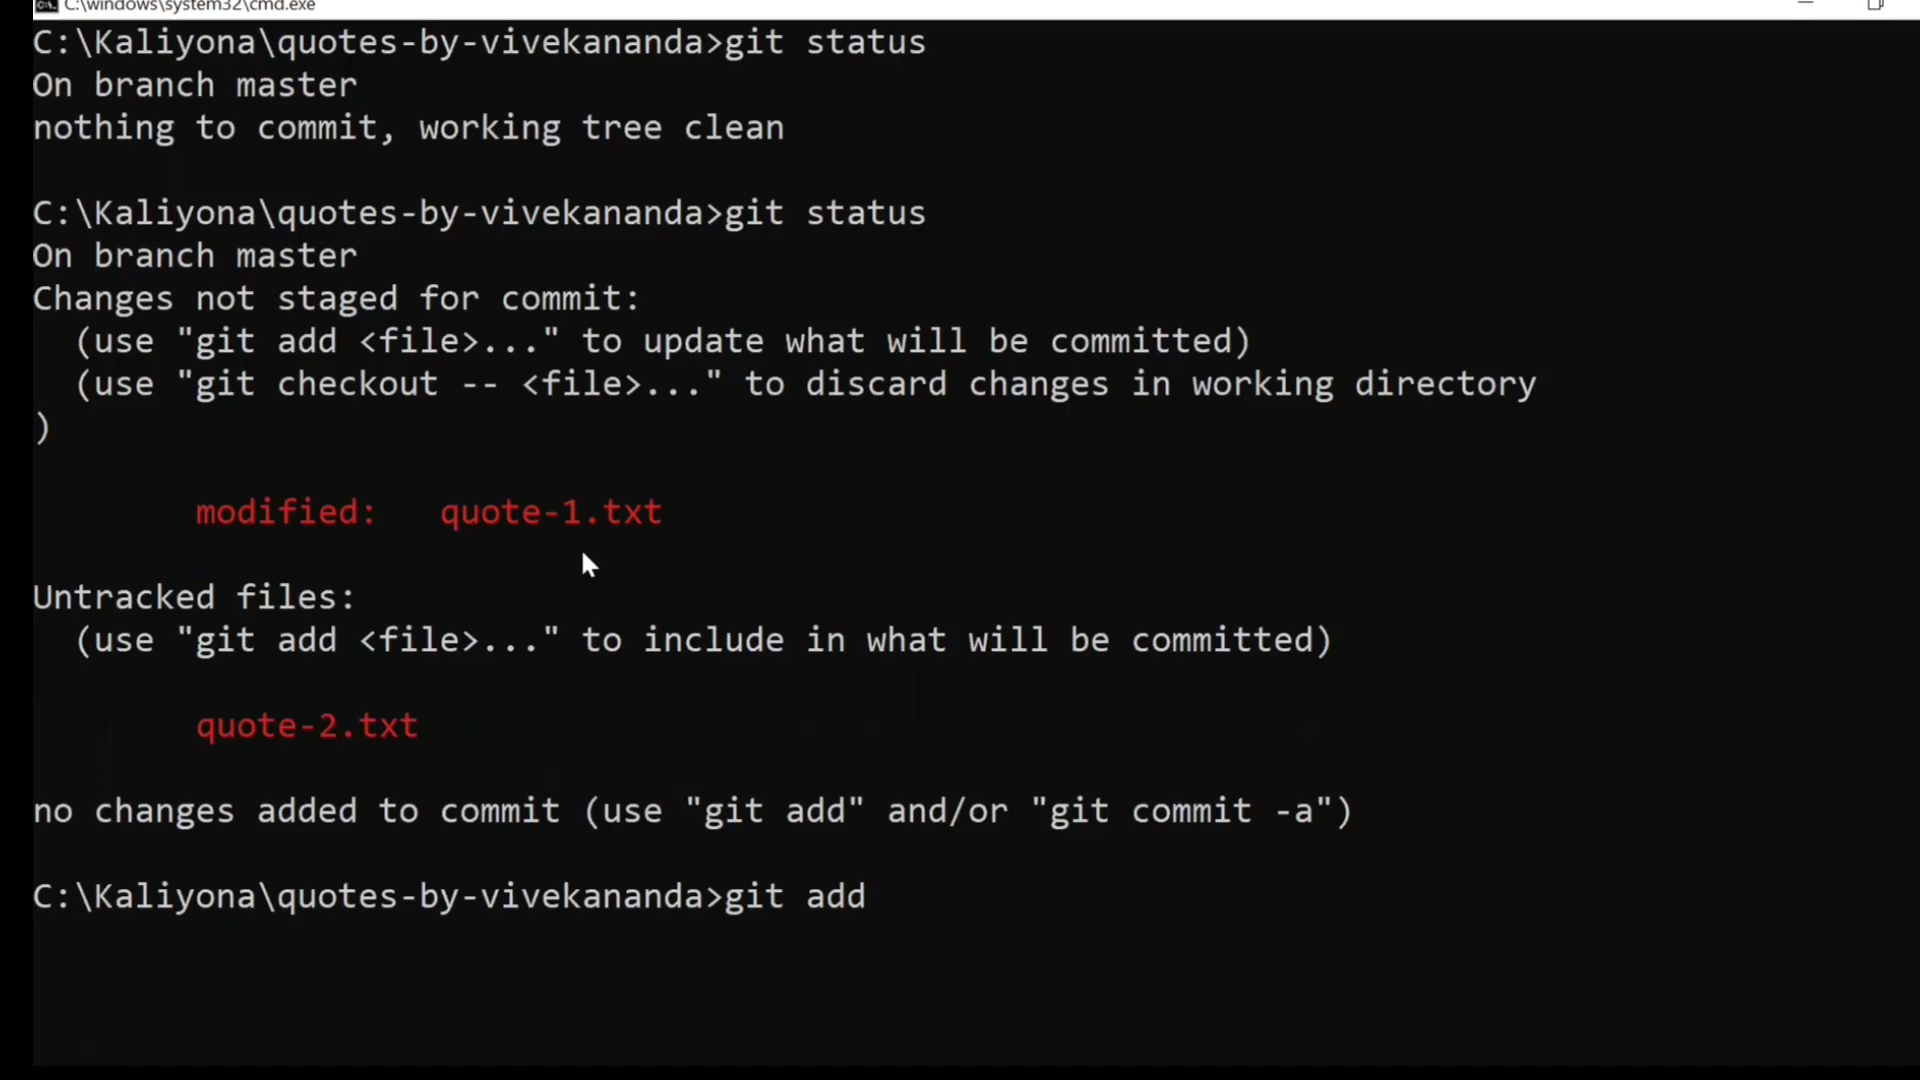 C:\windows\system32\cmd.exe
C:\Kaliyona\quotes-by-vivekananda>git status
On branch master
nothing to commit, working tree clean
C:\Kaliyona\quotes-by-vivekananda>git status
On branch master
Changes not staged for commit:
  (use "git add <file>..." to update what will be committed)
  (use "git checkout -- <file>..." to discard changes in working directory
)
        modified:   quote-1.txt
Untracked files:
  (use "git add <file>..." to include in what will be committed)
        quote-2.txt
no changes added to commit (use "git add" and/or "git commit -a")
C:\Kaliyona\quotes-by-vivekananda>git add